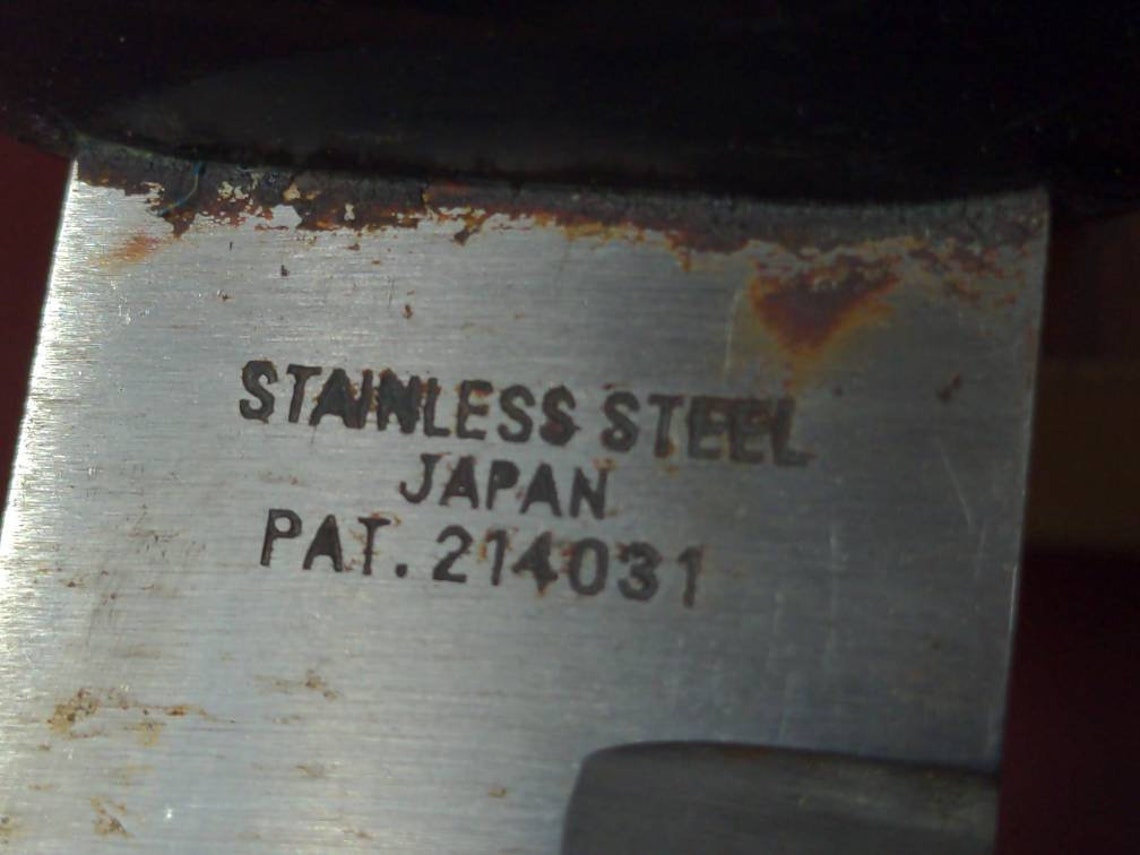 STAINLESS STEEL
JAPAN
PAT. 214031